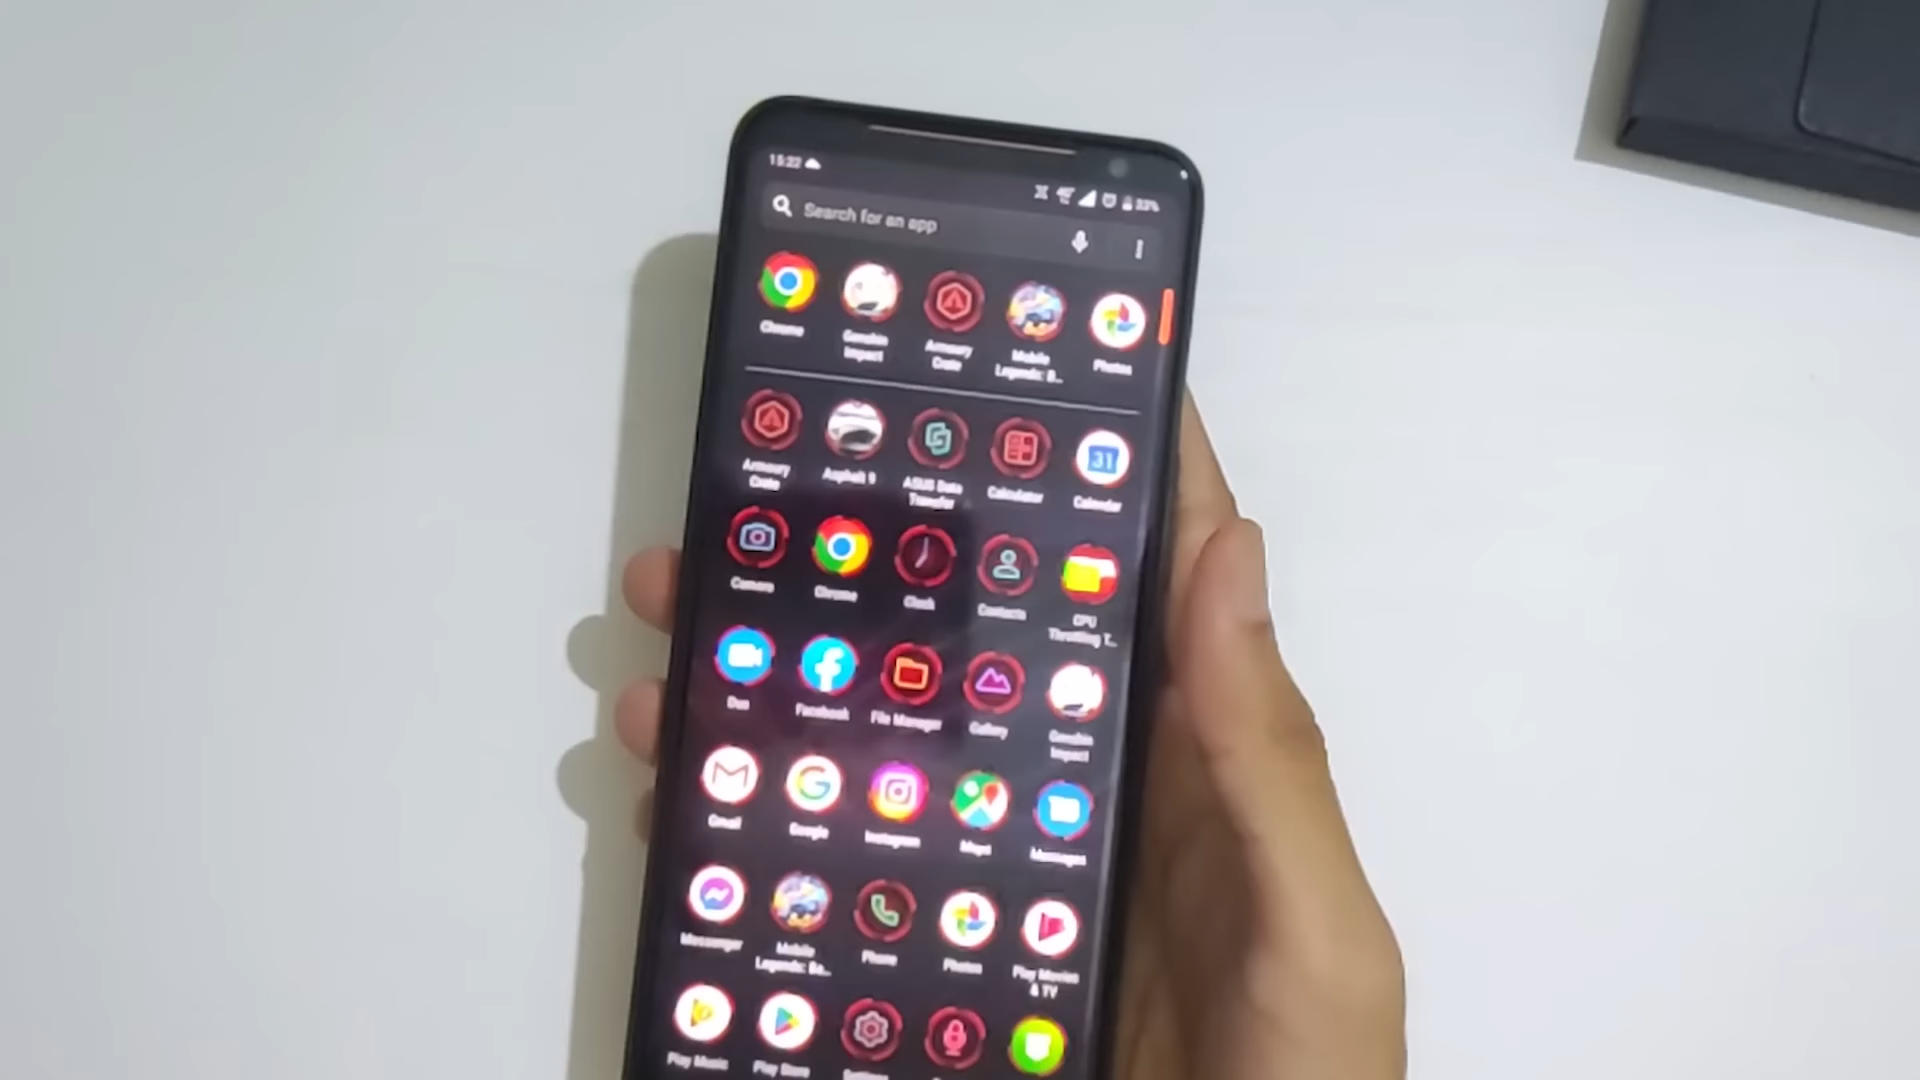 15:22
33%
Search for an app
Chrome
Genshin
Impact
Armoury
Crate
Mobile
Legends: B...
Photos
Armoury
Crate
Asphalt 9
ASUS Data
Transfer
Calculator
31
Calendar
Camera
Chrome
Clock
Contacts
CPU
Throttling T...
Duo
Facebook
File Manager
Gallery
Genshin
Impact
Gmail
Google
Instagram
Maps
Messages
Messenger
Mobile
Legends: Ba...
Phone
Photos
Play Movies
& TV
Play Music
Play Store
Settings